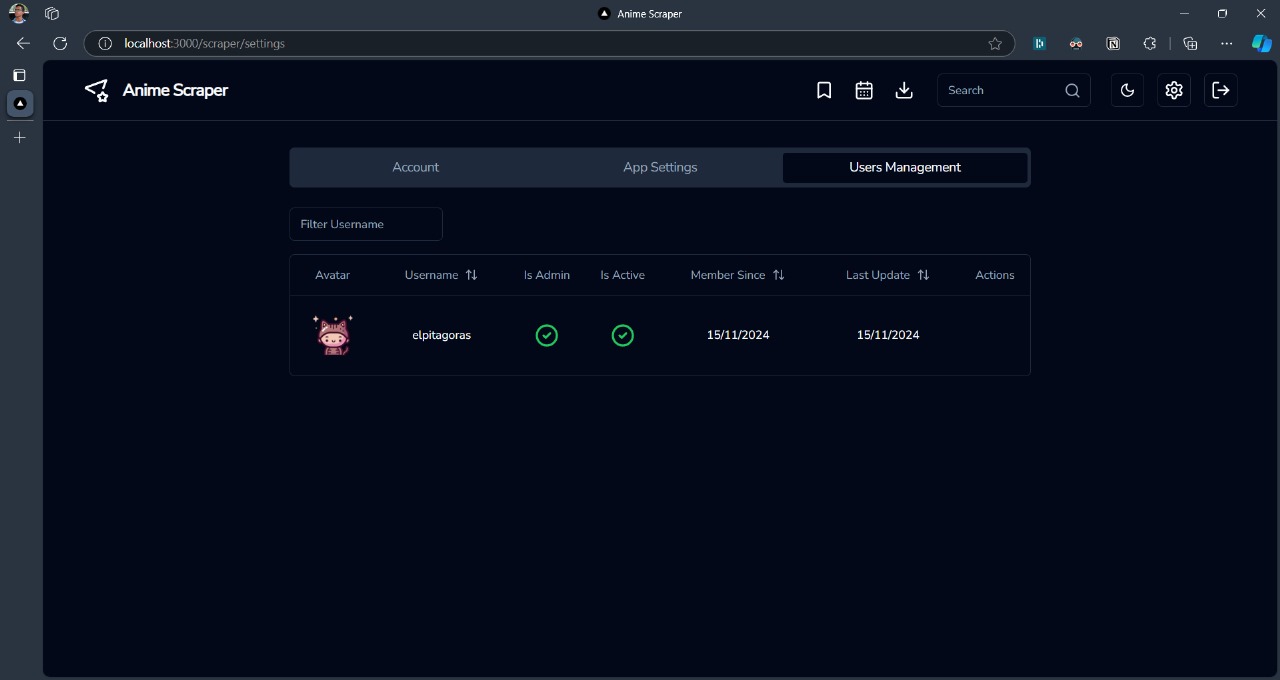 Anime Scraper
localhost:3000/scraper/settings
Anime Scraper
Search
Account App Settings Users Management
Filter Username
Avatar Username Is Admin Is Active Member Since Last Update Actions
elpitagoras 15/11/2024 15/11/2024